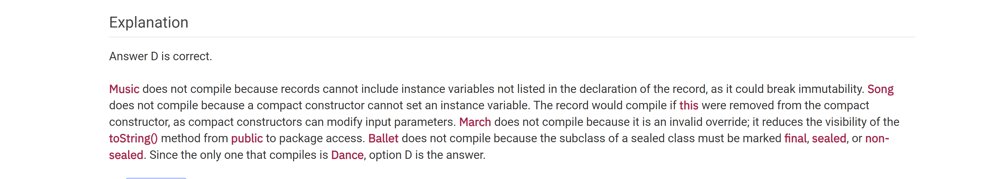 Explanation
Answer D is correct.
Music does not compile because records cannot include instance variables not listed in the declaration of the record, as it could break immutability. Song
does not compile because a compact constructor cannot set an instance variable. The record would compile if this were removed from the compact
constructor, as compact constructors can modify input parameters. March does not compile because it is an invalid override; it reduces the visibility of the
toString() method from public to package access. Ballet does not compile because the subclass of a sealed class must be marked final, sealed, or non-
sealed. Since the only one that compiles is Dance, option D is the answer.